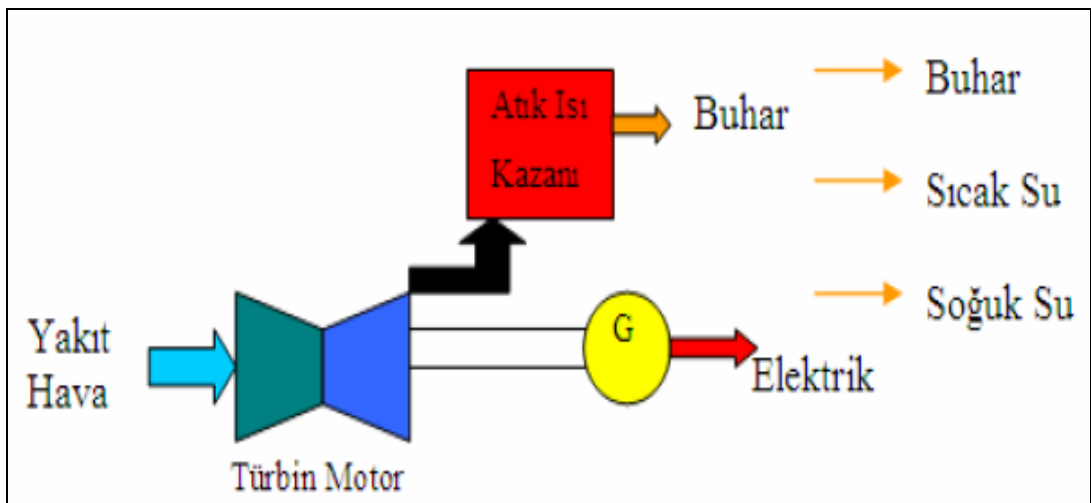 Atık Isı
Kazanı
Buhar
Buhar
Sıcak Su
Soğuk Su
Yakıt
Hava
G
Elektrik
Türbin Motor